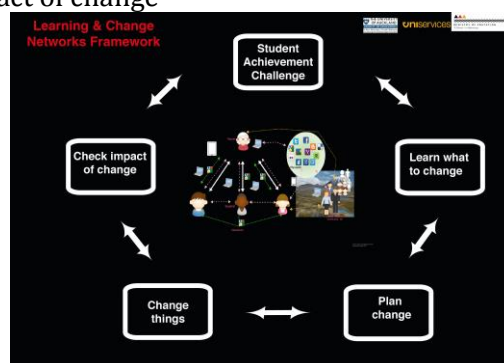 act of change
Learning & Change
Networks Framework
UNISERVICES
Student
Achievement
Challenge
Check impact
of change
Learn what
to change
Change
things
Plan
change